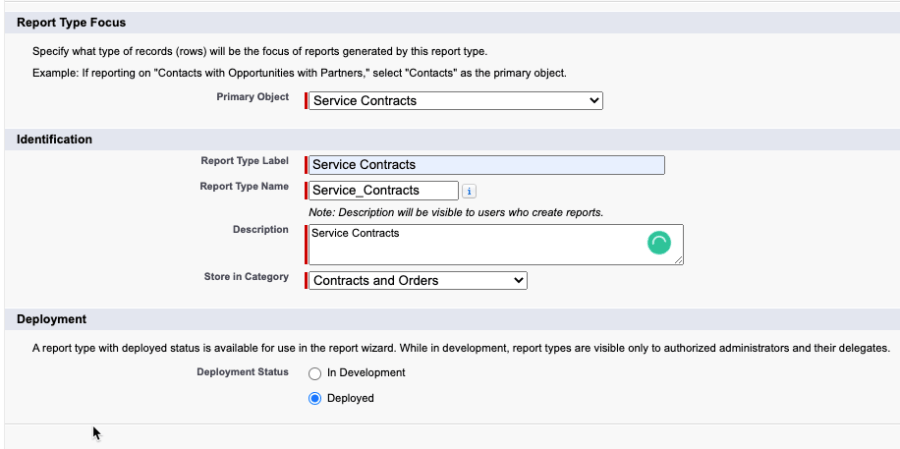 Report Type Focus
Specify what type of records (rows) will be the focus of reports generated by this report type.
Example: If reporting on "Contacts with Opportunities with Partners," select "Contacts" as the primary object.
Primary Object Service Contracts
Identification
Report Type Label Service Contracts
Report Type Name Service_Contracts i
Note: Description will be visible to users who create reports.
Description Service Contracts
Store in Category Contracts and Orders
Deployment
A report type with deployed status is available for use in the report wizard. While in development, report types are visible only to authorized administrators and their delegates.
Deployment Status In Development
Deployed